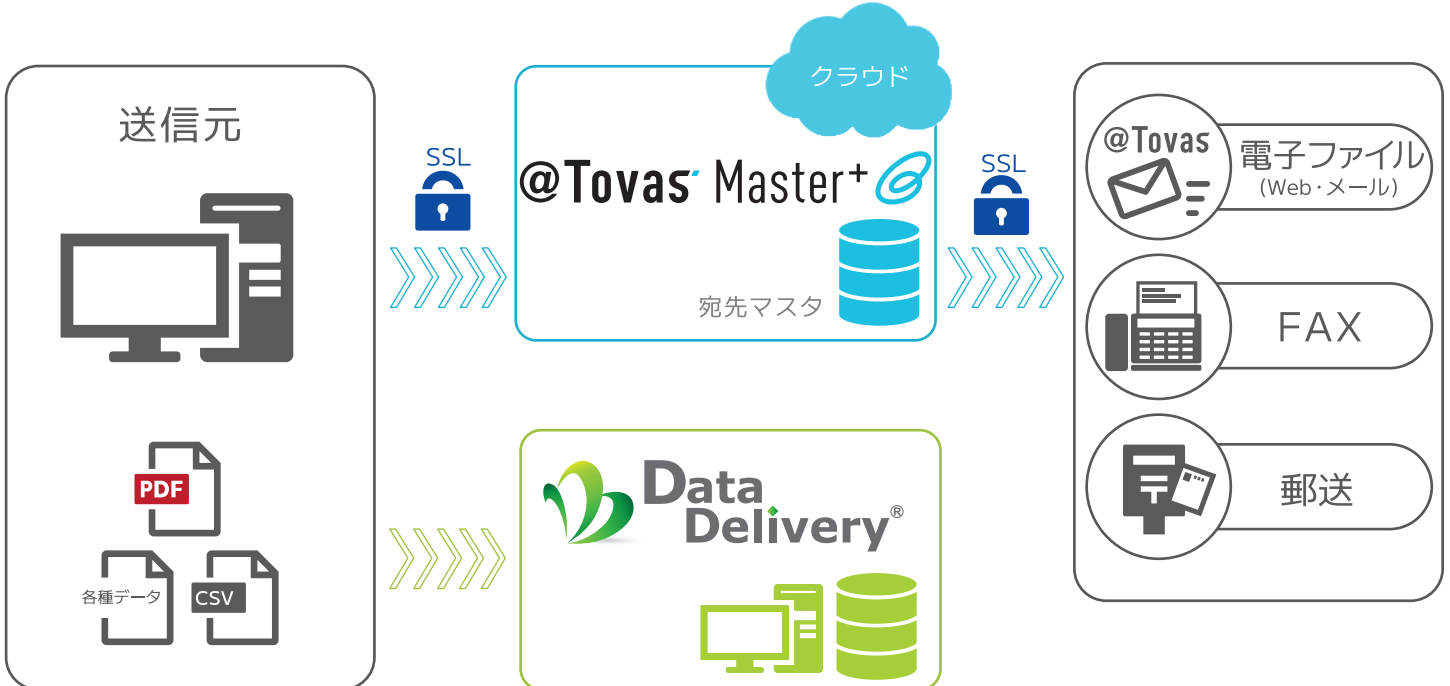 送信元
PDF
各種データ
CSV
SSL
クラウド
@Tovas Master+
宛先マスタ
Data
Delivery®
SSL
@Tovas
電子ファイル
(Web・メール)
FAX
郵送